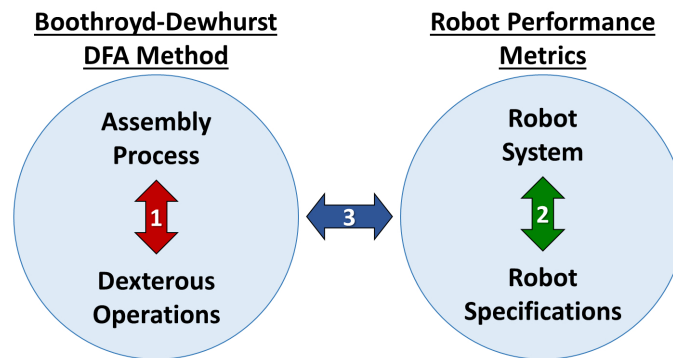 Boothroyd-Dewhurst
DFA Method
Assembly
Process
1
Dexterous
Operations
3
Robot Performance
Metrics
Robot
System
2
Robot
Specifications